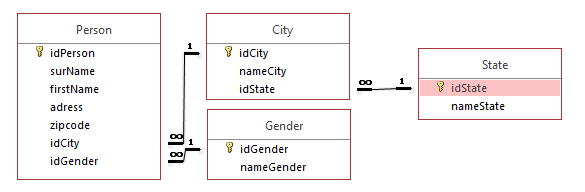 Person
idPerson
surName
firstName
adress
zipcode
idCity
idGender
City
idCity
nameCity
idState
Gender
idGender
nameGender
State
idState
nameState
1
∞
1
∞
∞
1